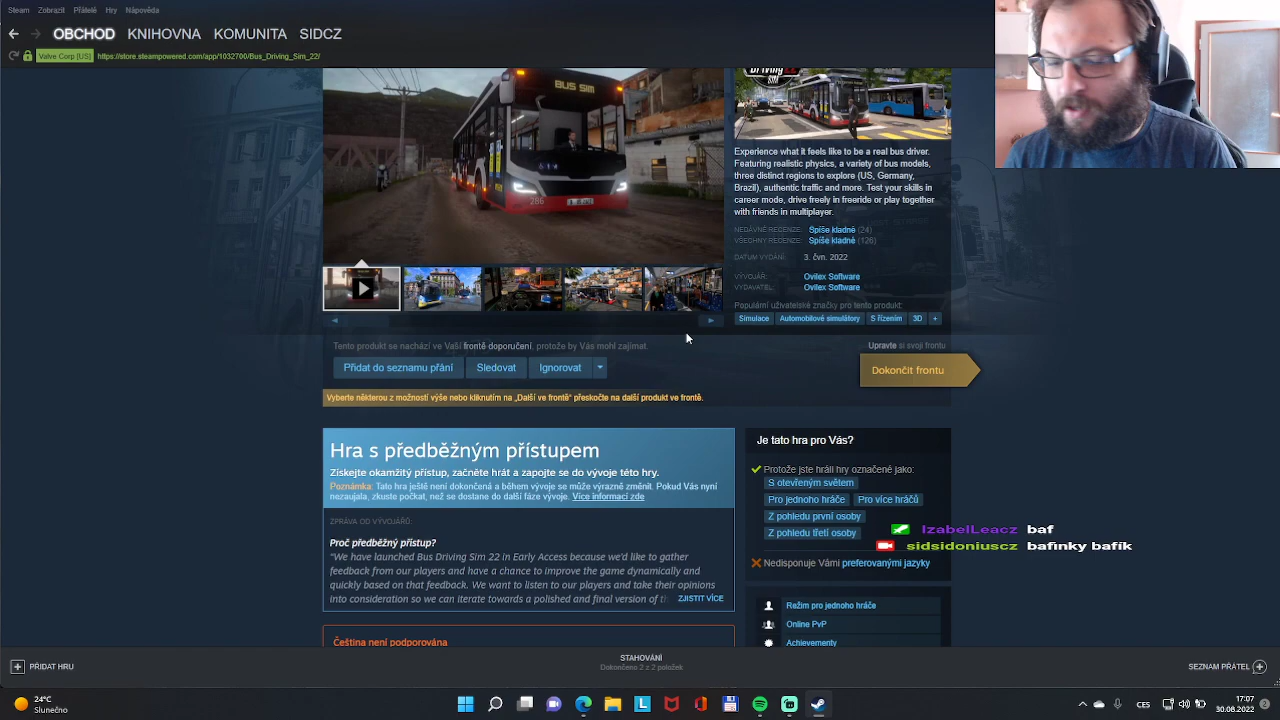 Steam Zobrazil Přátelé Hry Nápověda
OBCHOD KNIHOVNA KOMUNITA SIDCZ
Valve Corp [US] https://store.steampowered.com/app/1032700/Bus_Driving_Sim_22/
BUS SIM
286
Driving22
SIM
Experience what it feels like to be a real bus driver.
Featuring realistic physics, a variety of bus models,
three distinct regions to explore (US, Germany,
Brazil), authentic traffic and more. Test your skills in
career mode, drive freely in freeride or play together
with friends in multiplayer.
NEDÁVNÉ RECENZE: Spíše kladné (24)
VŠECHNY RECENZE: Spíše kladné (126)
DATUM VYDÁNÍ: 3. čvn. 2022
VÝVOJÁŘ: Ovilex Software
VYDAVATEL: Ovilex Software
Populární uživatelské značky pro tento produkt:
Simulace Automobilové simulátory S řízením 3D +
Tento produkt se nachází ve Vaší frontě doporučení, protože by Vás mohl zajímat.
Upravte si svoji frontu
Přidat do seznamu přání Sledovat Ignorovat
Dokončit frontu
Vyberte některou z možností výše nebo kliknutím na „Další ve frontě“ přeskočte na další produkt ve frontě.
Hra s předběžným přístupem
Získejte okamžitý přístup, začněte hrát a zapojte se do vývoje této hry.
Poznámka: Tato hra ještě není dokončená a během vývoje se může výrazně změnit. Pokud Vás nyní
nezaujala, zkuste počkat, než se dostane do další fáze vývoje. Více informací zde
ZPRÁVA OD VÝVOJÁŘŮ:
Proč předběžný přístup?
“We have launched Bus Driving Sim 22 in Early Access because we’d like to gather
feedback from our players and have a chance to improve the game dynamically and
quickly based on that feedback. We want to listen to our players and take their opinions
into consideration so we can iterate towards a polished and final version of th ZJISTIT VÍCE
Čeština není podporována
Je tato hra pro Vás?
Protože jste hráli hry označené jako:
S otevřeným světem
Pro jednoho hráče Pro více hráčů
Z pohledu první osoby
Z pohledu třetí osoby
IzabelLeacz baf
sidsidoniuscz bafinky bafík
Nedisponuje Vámi preferovanými jazyky
Režim pro jednoho hráče
Online PvP
Achievementy
PŘIDAT HRU
STAHOVÁNÍ
Dokončeno 2 z 2 položek
SEZNAM PŘÁTEL
30°C
Slunečno
17:07
30.06.2022